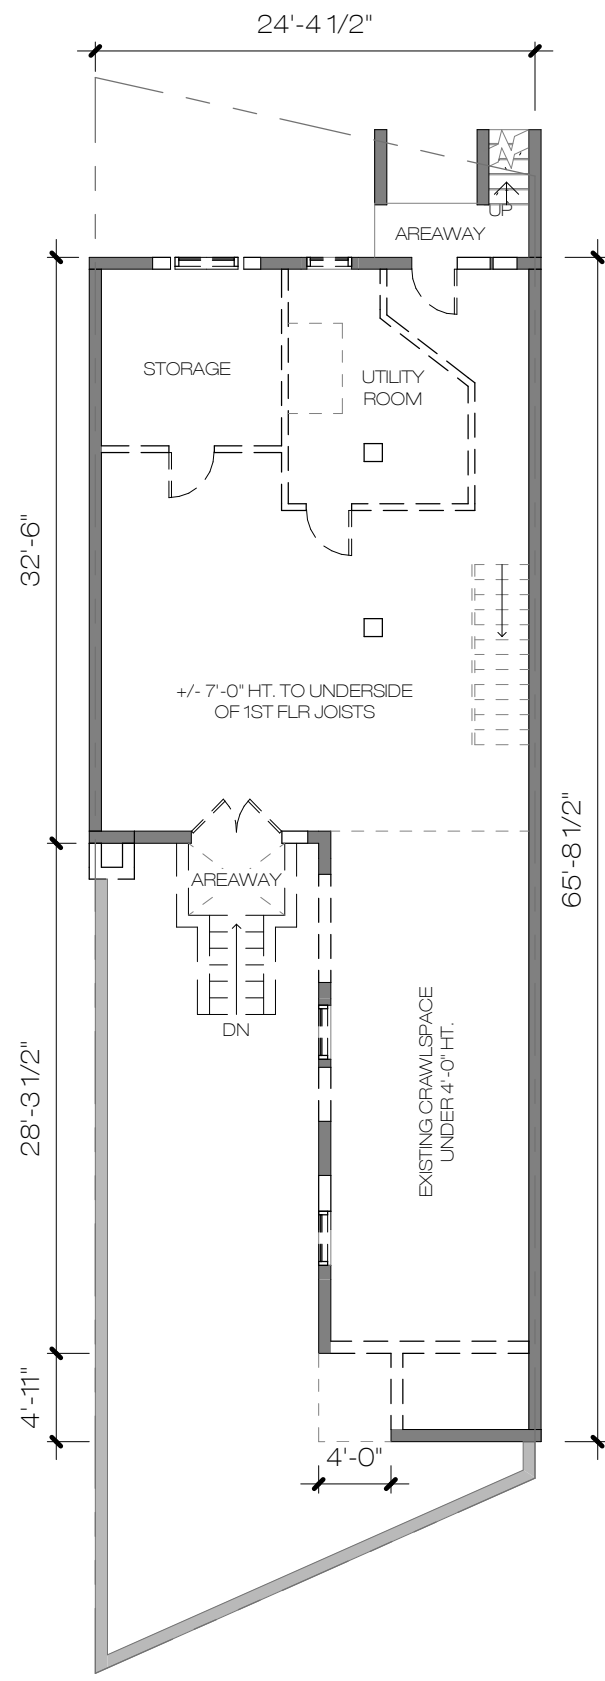 24'-4 1/2"
UP
AREAWAY
STORAGE
UTILITY
ROOM
32'-6"
+/- 7'-0" HT. TO UNDERSIDE
OF 1ST FLR JOISTS
65'-8 1/2"
AREAWAY
DN
EXISTING CRAWLSPACE
UNDER 4'-0" HT.
28'-3 1/2"
4'-11"
4'-0"